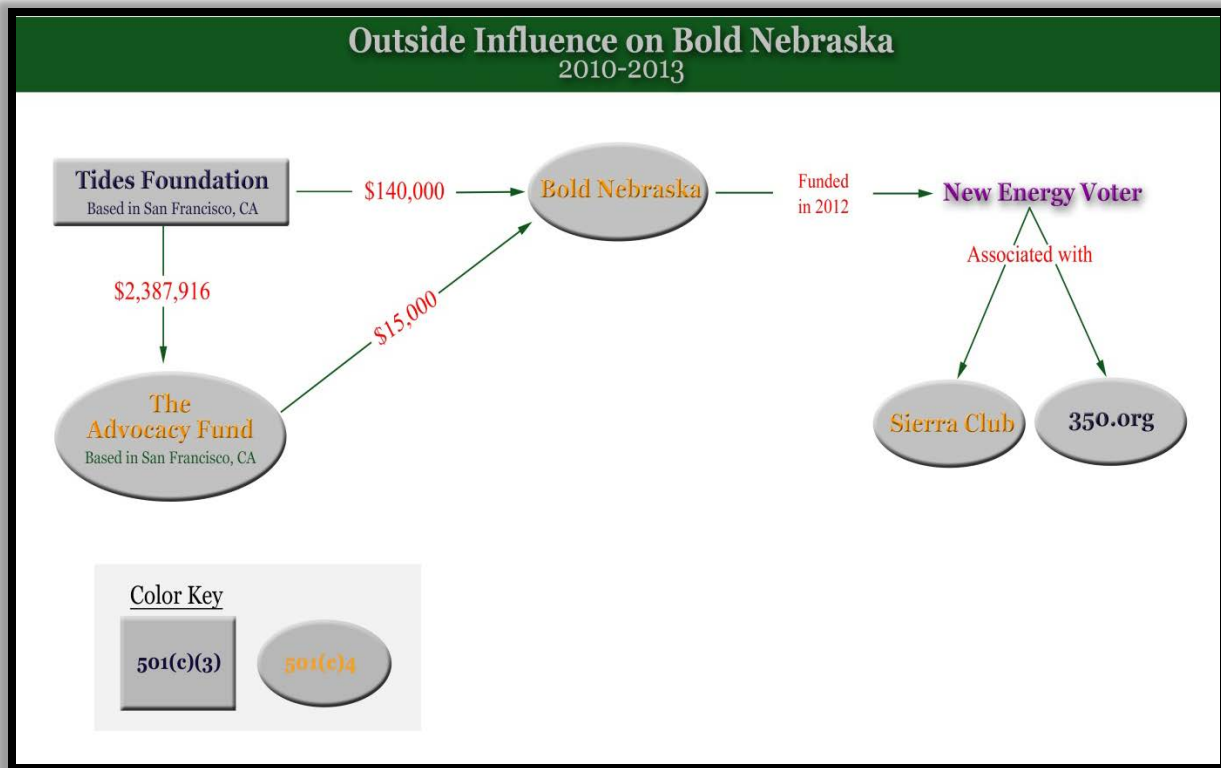 Outside Influence on Bold Nebraska
2010-2013
Tides Foundation
Based in San Francisco, CA
$140,000
Bold Nebraska
Funded
in 2012
New Energy Voter
Associated with
$2,387,916
$15,000
The
Advocacy Fund
Based in San Francisco, CA
Sierra Club
350.org
Color Key
501(c)(3)
501(c)4